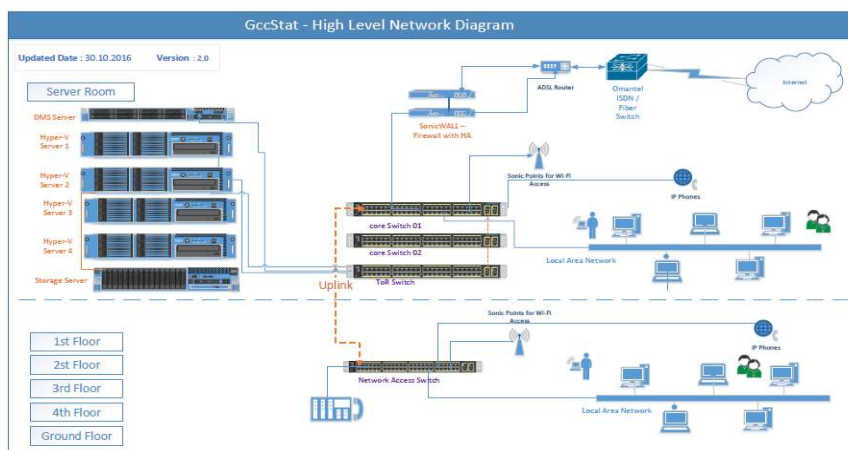 GccStat - High Level Network Diagram
Updated Date : 30.10.2016 Version : 2.0
Server Room
DMS Server
Hyper-V
Server 1
Hyper-V
Server 2
Hyper-V
Server 3
Hyper-V
Server 4
Storage Server
SonicWALL –
Firewall with HA
ADSL Router
Omantel
ISDN /
Fiber
Switch
Internet
Sonic Points for Wi-Fi
Access
IP Phones
core Switch 01
core Switch 02
ToR Switch
Local Area Network
Uplink
1st Floor
2st Floor
3rd Floor
4th Floor
Ground Floor
Sonic Points for Wi-Fi
Access
IP Phones
Network Access Switch
Local Area Network